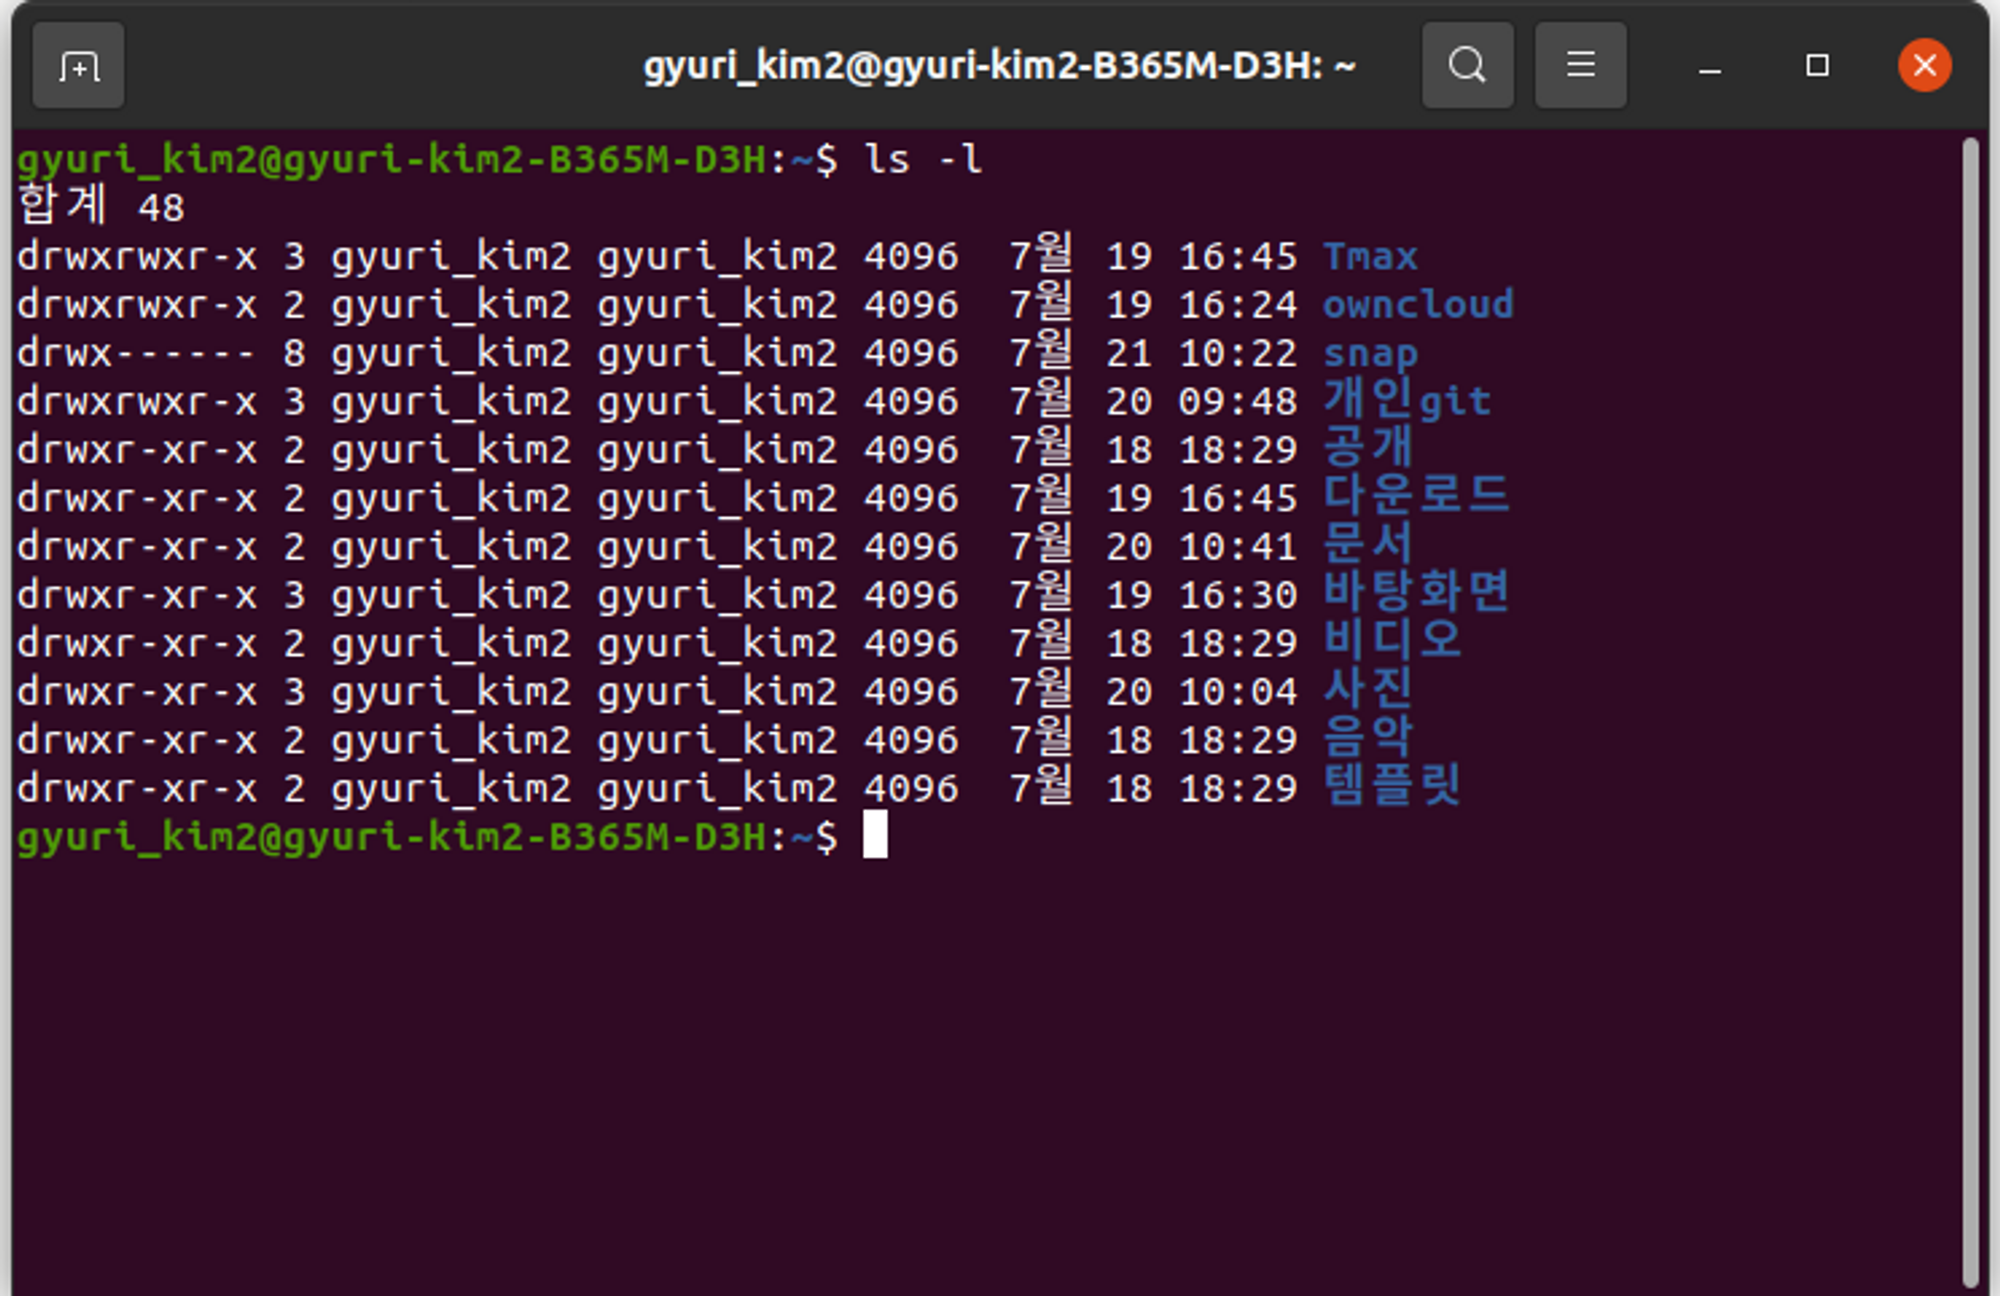 gyuri_kim2@gyuri-kim2-B365M-D3H: ~
gyuri_kim2@gyuri-kim2-B365M-D3H:~$ ls -l
합계 48
drwxrwxr-x 3 gyuri_kim2 gyuri_kim2 4096  7월 19 16:45 Tmax
drwxrwxr-x 2 gyuri_kim2 gyuri_kim2 4096  7월 19 16:24 owncloud
drwx------ 8 gyuri_kim2 gyuri_kim2 4096  7월 21 10:22 snap
drwxrwxr-x 3 gyuri_kim2 gyuri_kim2 4096  7월 20 09:48 개인git
drwxr-xr-x 2 gyuri_kim2 gyuri_kim2 4096  7월 18 18:29 공개
drwxr-xr-x 2 gyuri_kim2 gyuri_kim2 4096  7월 19 16:45 다운로드
drwxr-xr-x 2 gyuri_kim2 gyuri_kim2 4096  7월 20 10:41 문서
drwxr-xr-x 3 gyuri_kim2 gyuri_kim2 4096  7월 19 16:30 바탕화면
drwxr-xr-x 2 gyuri_kim2 gyuri_kim2 4096  7월 18 18:29 비디오
drwxr-xr-x 3 gyuri_kim2 gyuri_kim2 4096  7월 20 10:04 사진
drwxr-xr-x 2 gyuri_kim2 gyuri_kim2 4096  7월 18 18:29 음악
drwxr-xr-x 2 gyuri_kim2 gyuri_kim2 4096  7월 18 18:29 템플릿
gyuri_kim2@gyuri-kim2-B365M-D3H:~$